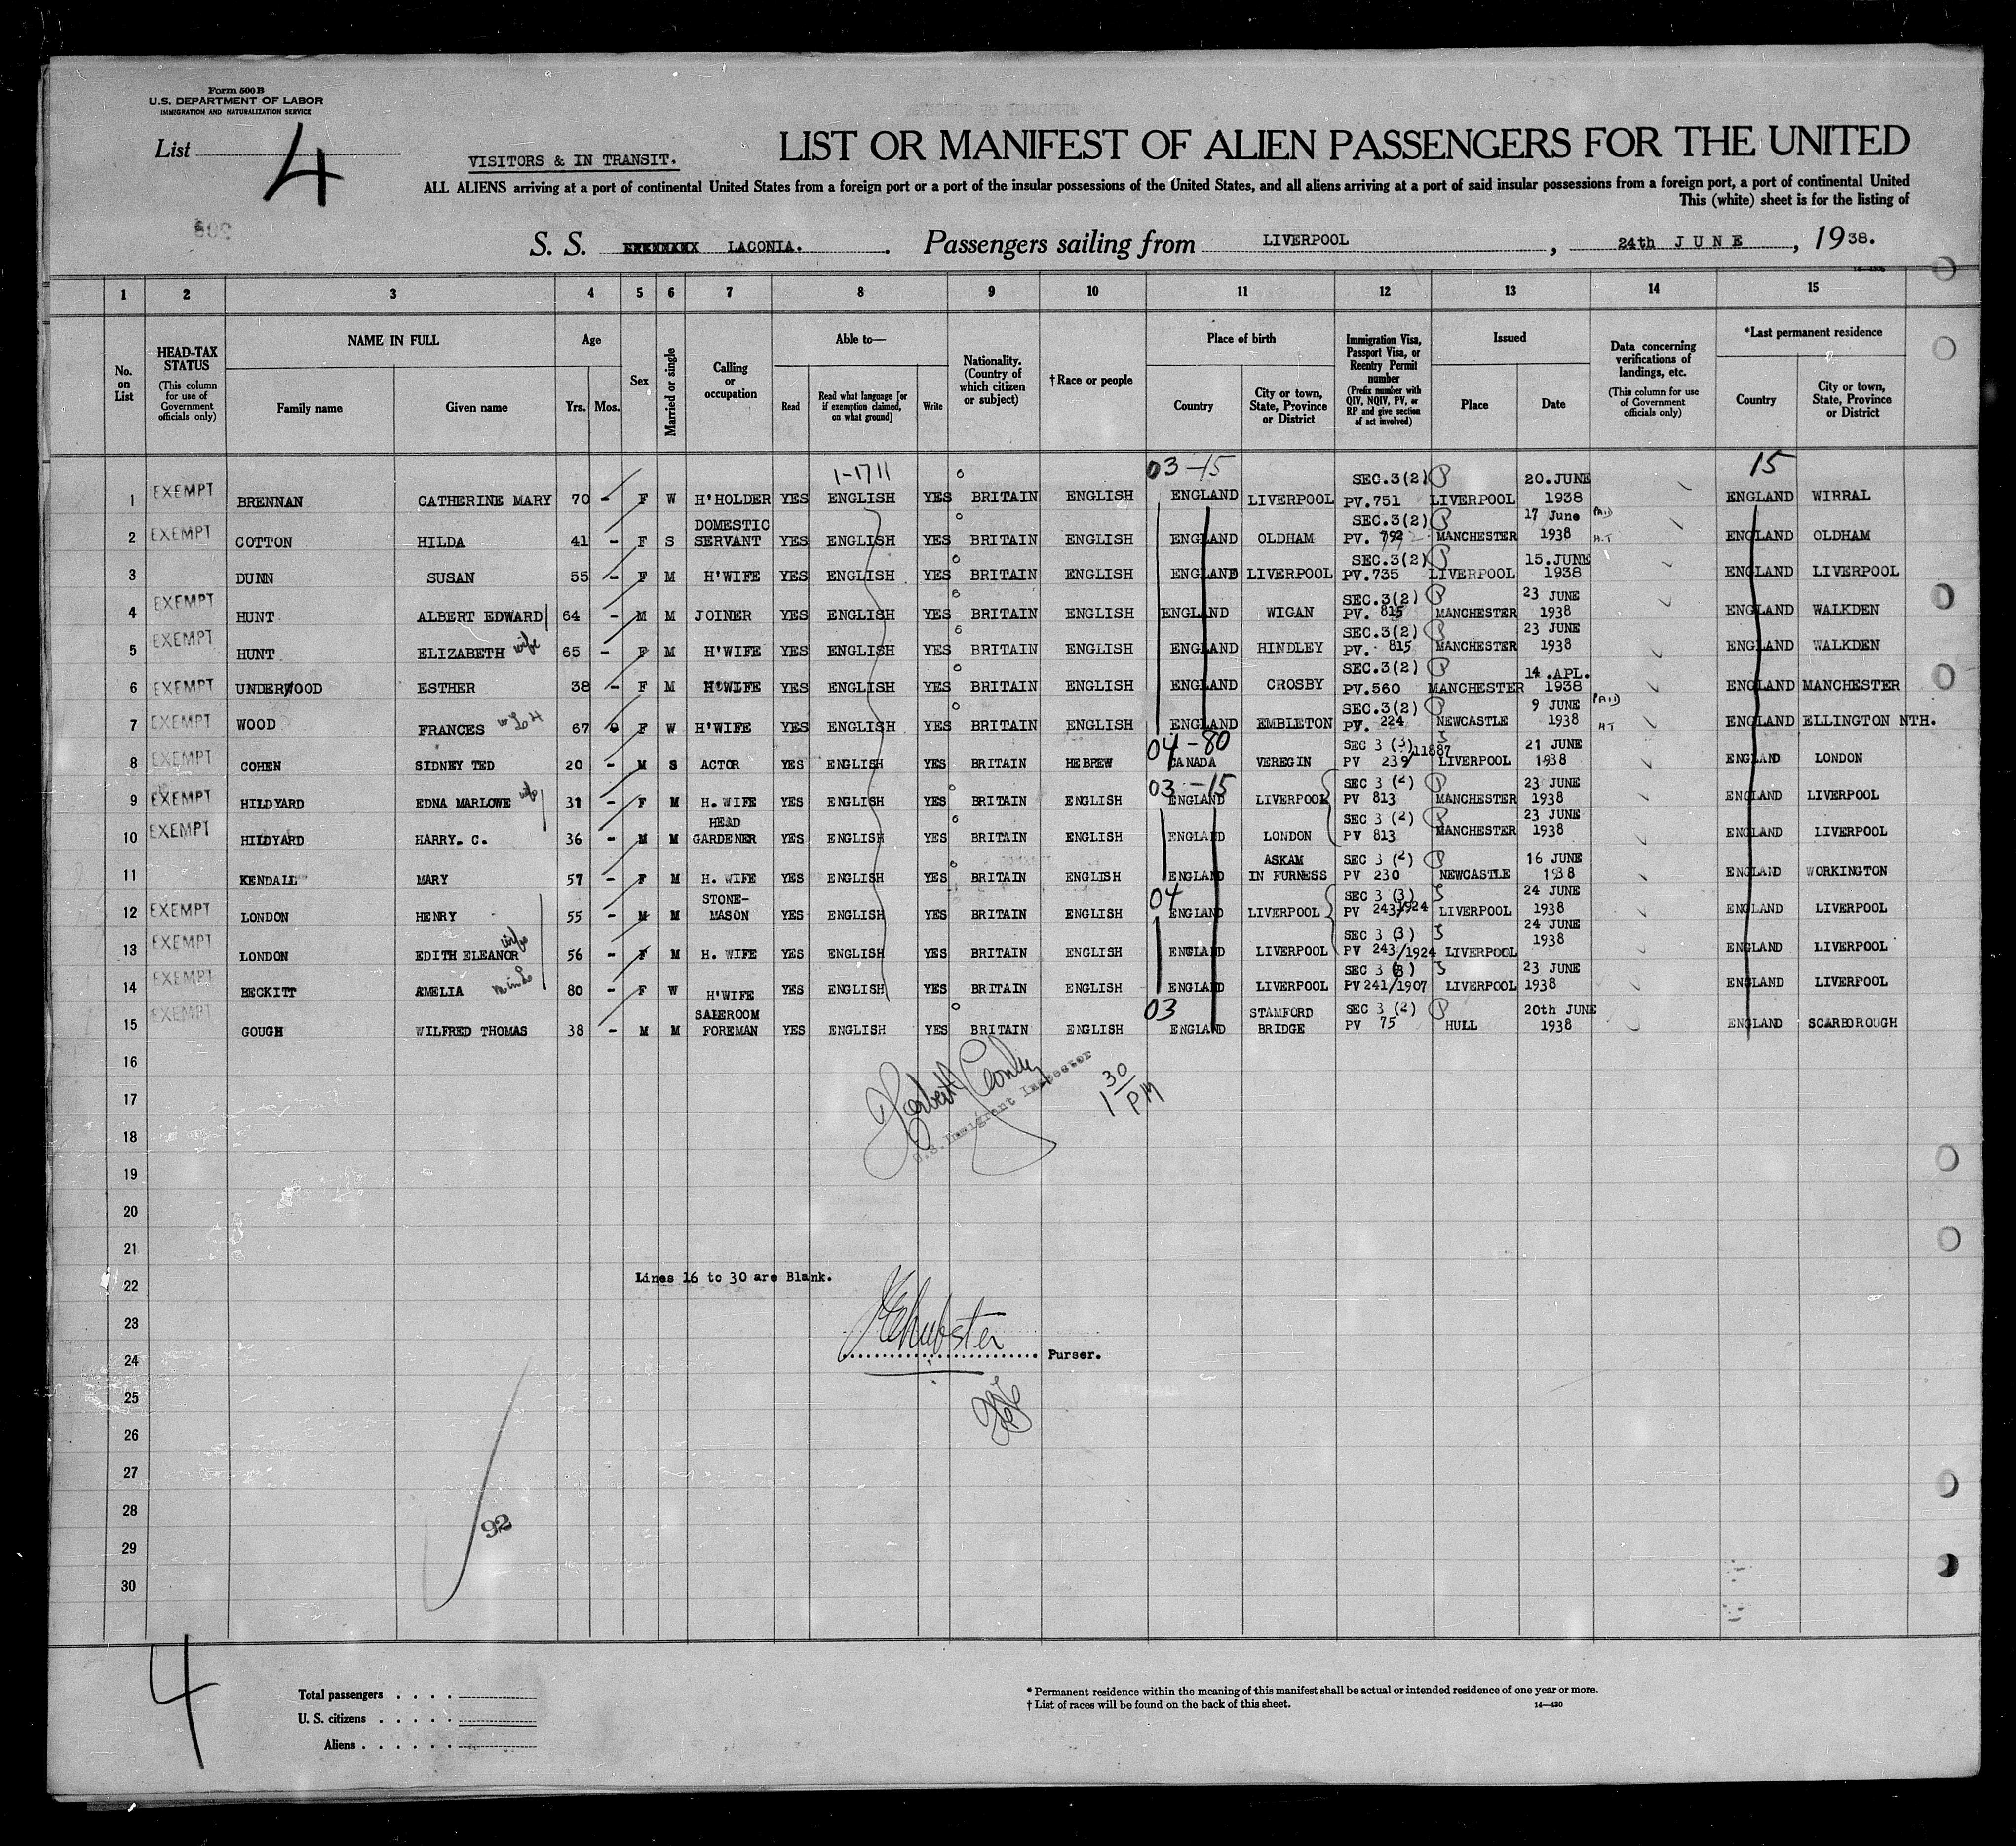 Form 500 B
U.S. DEPARTMENT OF LABOR
IMMIGRATION AND NATURALIZATION SERVICE
List 4
VISITORS & IN TRANSIT.
LIST OR MANIFEST OF ALIEN PASSENGERS FOR THE UNITED
ALL ALIENS arriving at a port of continental United States from a foreign port or a port of the insular possessions of the United States, and all aliens arriving at a port of said insular possessions from a foreign port, a port of continental United
This (white) sheet is for the listing of
S. S. LACONIA. Passengers sailing from LIVERPOOL, 24th JUNE, 1938.
1 2 3 4 5 6 7 8 9 10 11 12 13 14 15
No. on List
HEAD-TAX STATUS (This column for use of Government officials only)
NAME IN FULL
Family name Given name
Age
Yrs. Mos.
Sex
Married or single
Calling or occupation
Able to—
Read
Read what language [or if exemption claimed, on what ground]
Write
Nationality. (Country of which citizen or subject)
† Race or people
Place of birth
Country
City or town, State, Province or District
Immigration Visa, Passport Visa, or Reentry Permit number (Prefix number with QIV, NQIV, PV, or RP and give section of act involved)
Issued
Place Date
Data concerning verifications of landings, etc. (This column for use of Government officials only)
*Last permanent residence
Country
City or town, State, Province or District
1-1711 03-15 15
1 EXEMPT BRENNAN CATHERINE MARY 70 - F W H'HOLDER YES ENGLISH YES BRITAIN ENGLISH ENGLAND LIVERPOOL SEC.3(2) PV.751 LIVERPOOL 20.JUNE 1938 ENGLAND WIRRAL
2 EXEMPT COTTON HILDA 41 - F S DOMESTIC SERVANT YES ENGLISH YES BRITAIN ENGLISH ENGLAND OLDHAM SEC.3(2) PV. 792 MANCHESTER 17 June 1938 PAID H.T ENGLAND OLDHAM
3 DUNN SUSAN 55 - F M H'WIFE YES ENGLISH YES BRITAIN ENGLISH ENGLAND LIVERPOOL SEC.3(2) PV.735 LIVERPOOL 15.JUNE 1938 ENGLAND LIVERPOOL
4 EXEMPT HUNT ALBERT EDWARD 64 - M M JOINER YES ENGLISH YES BRITAIN ENGLISH ENGLAND WIGAN SEC.3(2) PV. 815 MANCHESTER 23 JUNE 1938 ENGLAND WALKDEN
5 EXEMPT HUNT ELIZABETH wife 65 - F M H'WIFE YES ENGLISH YES BRITAIN ENGLISH ENGLAND HINDLEY SEC.3(2) PV. 815 MANCHESTER 23 JUNE 1938 ENGLAND WALKDEN
6 EXEMPT UNDERWOOD ESTHER 38 - F M H'WIFE YES ENGLISH YES BRITAIN ENGLISH ENGLAND CROSBY SEC.3(2) PV.560 MANCHESTER 14.APL. 1938 ENGLAND MANCHESTER
7 EXEMPT WOOD FRANCES 67 F W H'WIFE YES ENGLISH YES BRITAIN ENGLISH ENGLAND EMBLETON SEC.3(2) PV. 224 NEWCASTLE 9 JUNE 1938 PAID H.T ENGLAND ELLINGTON NTH.
04-80
8 EXEMPT COHEN SIDNEY TED 20 - M S ACTOR YES ENGLISH YES BRITAIN HEBREW CANADA VEREGIN SEC 3 (3) PV 239/11887 LIVERPOOL 21 JUNE 1938 ENGLAND LONDON
03-15
9 EXEMPT HILDYARD EDNA MARLOWE 31 - F M H. WIFE YES ENGLISH YES BRITAIN ENGLISH ENGLAND LIVERPOOL SEC 3 (2) PV 813 MANCHESTER 23 JUNE 1938 ENGLAND LIVERPOOL
10 EXEMPT HILDYARD HARRY. C. 36 - M M HEAD GARDENER YES ENGLISH YES BRITAIN ENGLISH ENGLAND LONDON SEC 3 (2) PV 813 MANCHESTER 23 JUNE 1938 ENGLAND LIVERPOOL
11 KENDALL MARY 57 - F M H. WIFE YES ENGLISH YES BRITAIN ENGLISH ENGLAND ASKAM IN FURNESS SEC 3 (2) PV 230 NEWCASTLE 16 JUNE 1938 ENGLAND WORKINGTON
04
12 EXEMPT LONDON HENRY 55 - M M STONE-MASON YES ENGLISH YES BRITAIN ENGLISH ENGLAND LIVERPOOL SEC 3 (3) PV 243/1924 LIVERPOOL 24 JUNE 1938 ENGLAND LIVERPOOL
13 EXEMPT LONDON EDITH ELEANOR wife 56 - F M H. WIFE YES ENGLISH YES BRITAIN ENGLISH ENGLAND LIVERPOOL SEC 3 (3) PV 243/1924 LIVERPOOL 24 JUNE 1938 ENGLAND LIVERPOOL
14 EXEMPT BECKITT AMELIA 80 - F W H'WIFE YES ENGLISH YES BRITAIN ENGLISH ENGLAND LIVERPOOL SEC 3 (3) PV 241/1907 LIVERPOOL 23 JUNE 1938 ENGLAND LIVERPOOL
03
15 EXEMPT GOUGH WILFRED THOMAS 38 - M M SALEROOM FOREMAN YES ENGLISH YES BRITAIN ENGLISH ENGLAND STAMFORD BRIDGE SEC 3 (2) PV 75 HULL 20th JUNE 1938 ENGLAND SCARBOROUGH
16
17
U.S. Immigrant Inspector
1 30 PM
18
19
20
21
22
Lines 16 to 30 are Blank.
23
24
Purser.
25
26
27
28
29
92
30
4
Total passengers
U. S. citizens
Aliens
* Permanent residence within the meaning of this manifest shall be actual or intended residence of one year or more.
† List of races will be found on the back of this sheet.
14—430